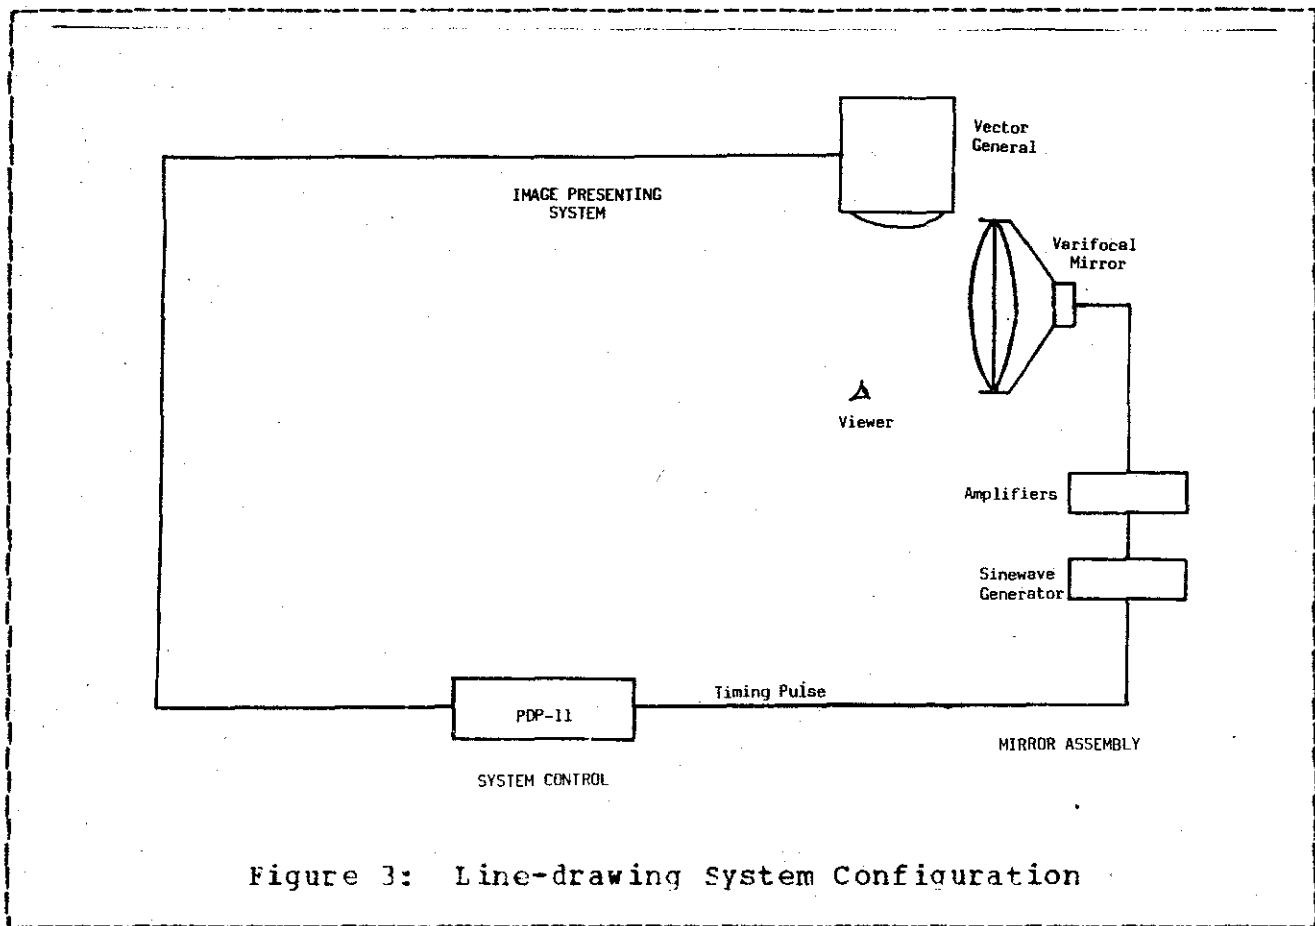 Vector
General
IMAGE PRESENTING
SYSTEM
Varifocal
Mirror
Viewer
Amplifiers
Sinewave
Generator
Timing Pulse
PDP-11
MIRROR ASSEMBLY
SYSTEM CONTROL
Figure 3: Line-drawing System Configuration